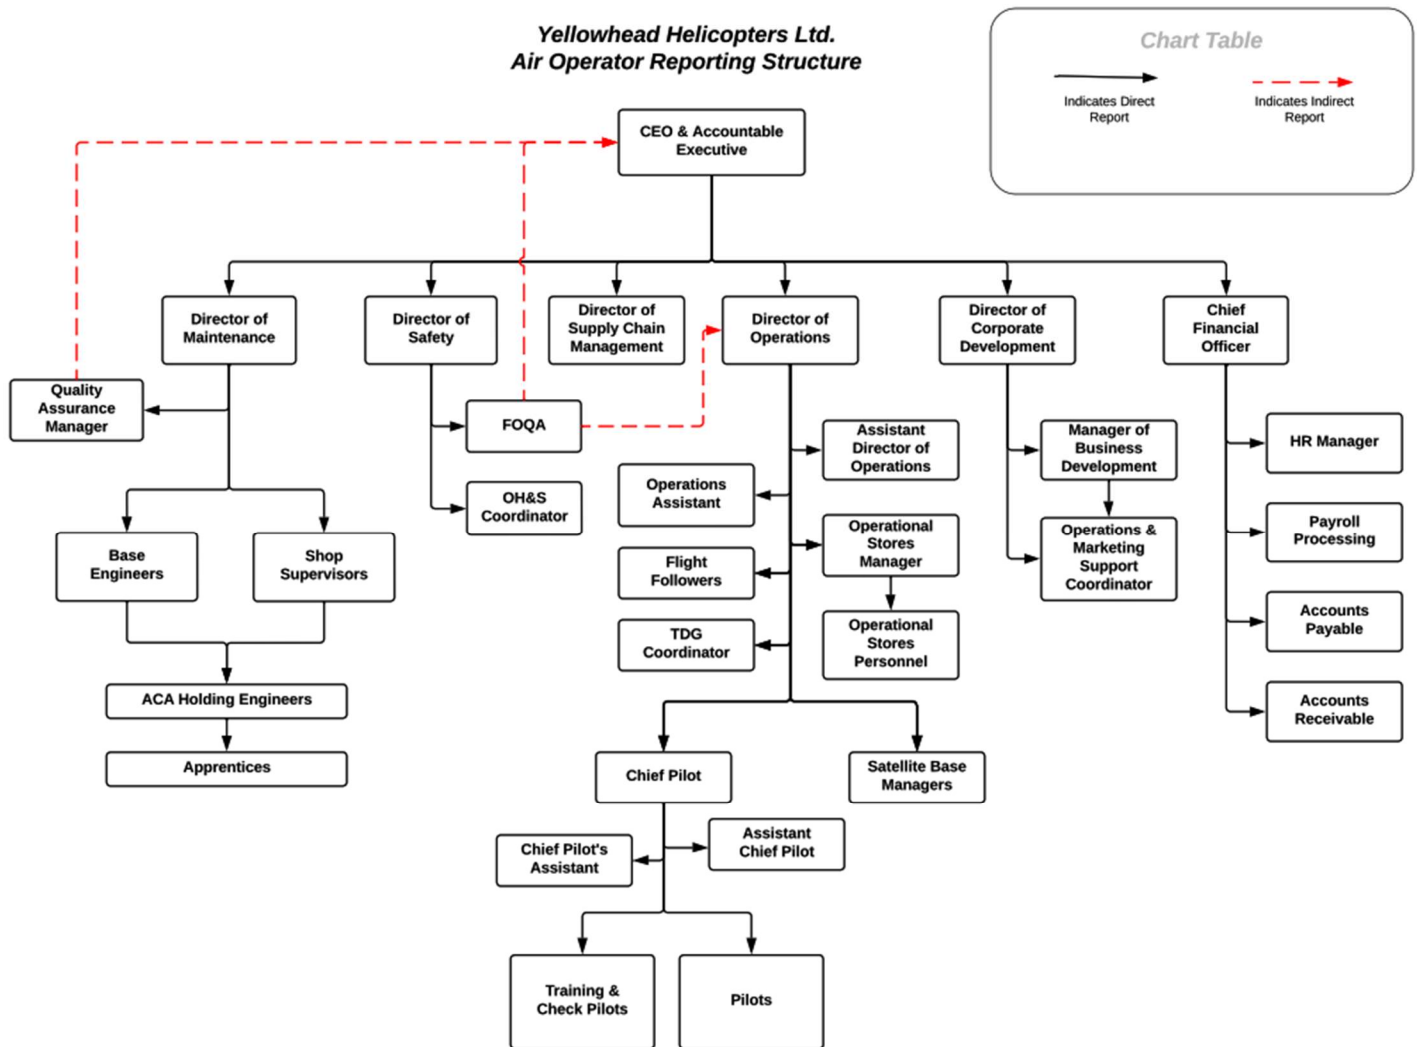 Yellowhead Helicopters Ltd.
Air Operator Reporting Structure
Chart Table
Indicates Direct
Report
Indicates Indirect
Report
CEO & Accountable
Executive
Director of
Maintenance
Director of
Safety
Director of
Supply Chain
Management
Director of
Operations
Director of
Corporate
Development
Chief
Financial
Officer
Quality
Assurance
Manager
FOQA
OH&S
Coordinator
Base
Engineers
Shop
Supervisors
ACA Holding Engineers
Apprentices
Assistant
Director of
Operations
Operations
Assistant
Operational
Stores
Manager
Flight
Followers
Operational
Stores
Personnel
TDG
Coordinator
Manager of
Business
Development
Operations &
Marketing
Support
Coordinator
HR Manager
Payroll
Processing
Accounts
Payable
Accounts
Receivable
Chief Pilot
Satellite Base
Managers
Chief Pilot's
Assistant
Assistant
Chief Pilot
Training &
Check Pilots
Pilots